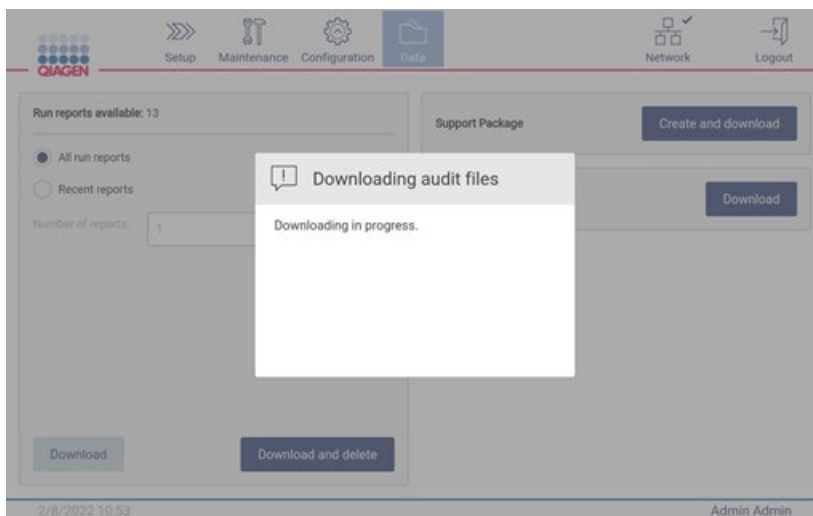 QIAGEN
Setup
Maintenance
Configuration
Data
Network
Logout
Run reports available: 13
All run reports
Recent reports
Number of reports:
1
Download
Download and delete
Support Package
Create and download
Download
Downloading audit files
Downloading in progress.
2/8/2022 10:53
Admin Admin